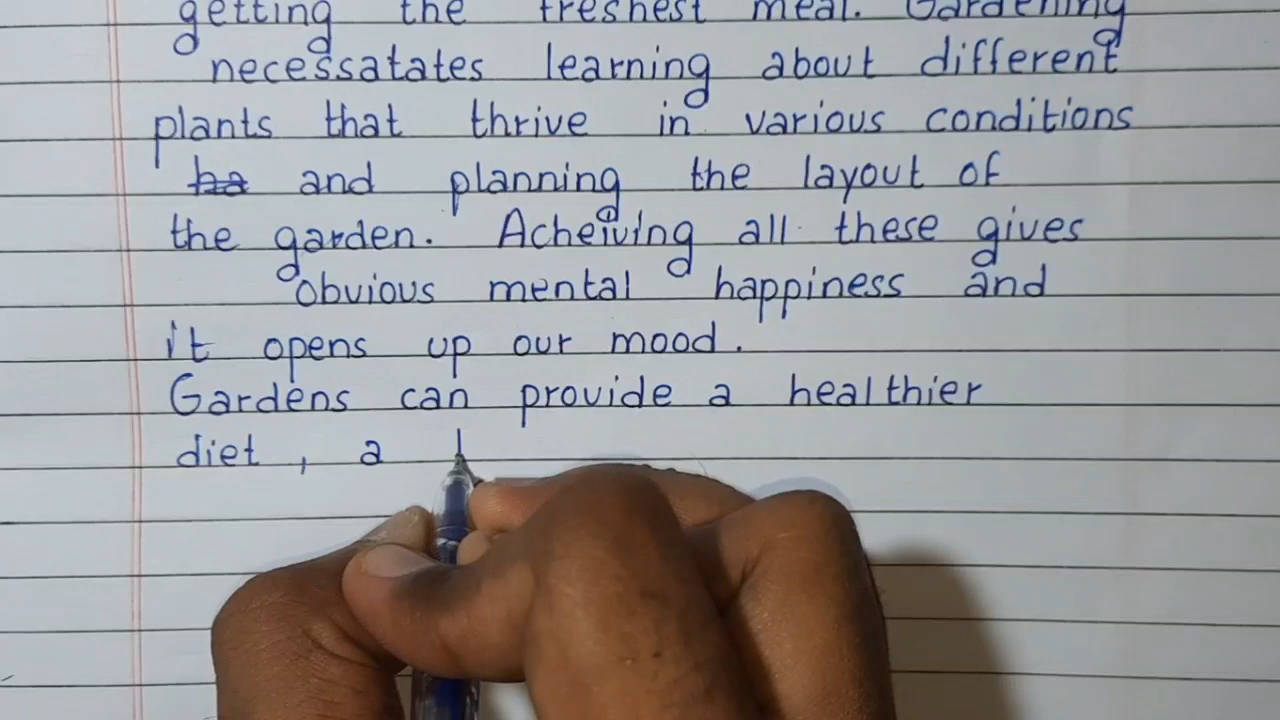 getting the freshest meal. Gardening
necessatates learning about different
plants that thrive in various conditions
and planning the layout of
the garden. Acheiving all these gives
obvious mental happiness and
it opens up our mood.
Gardens can provide a healthier
diet, a